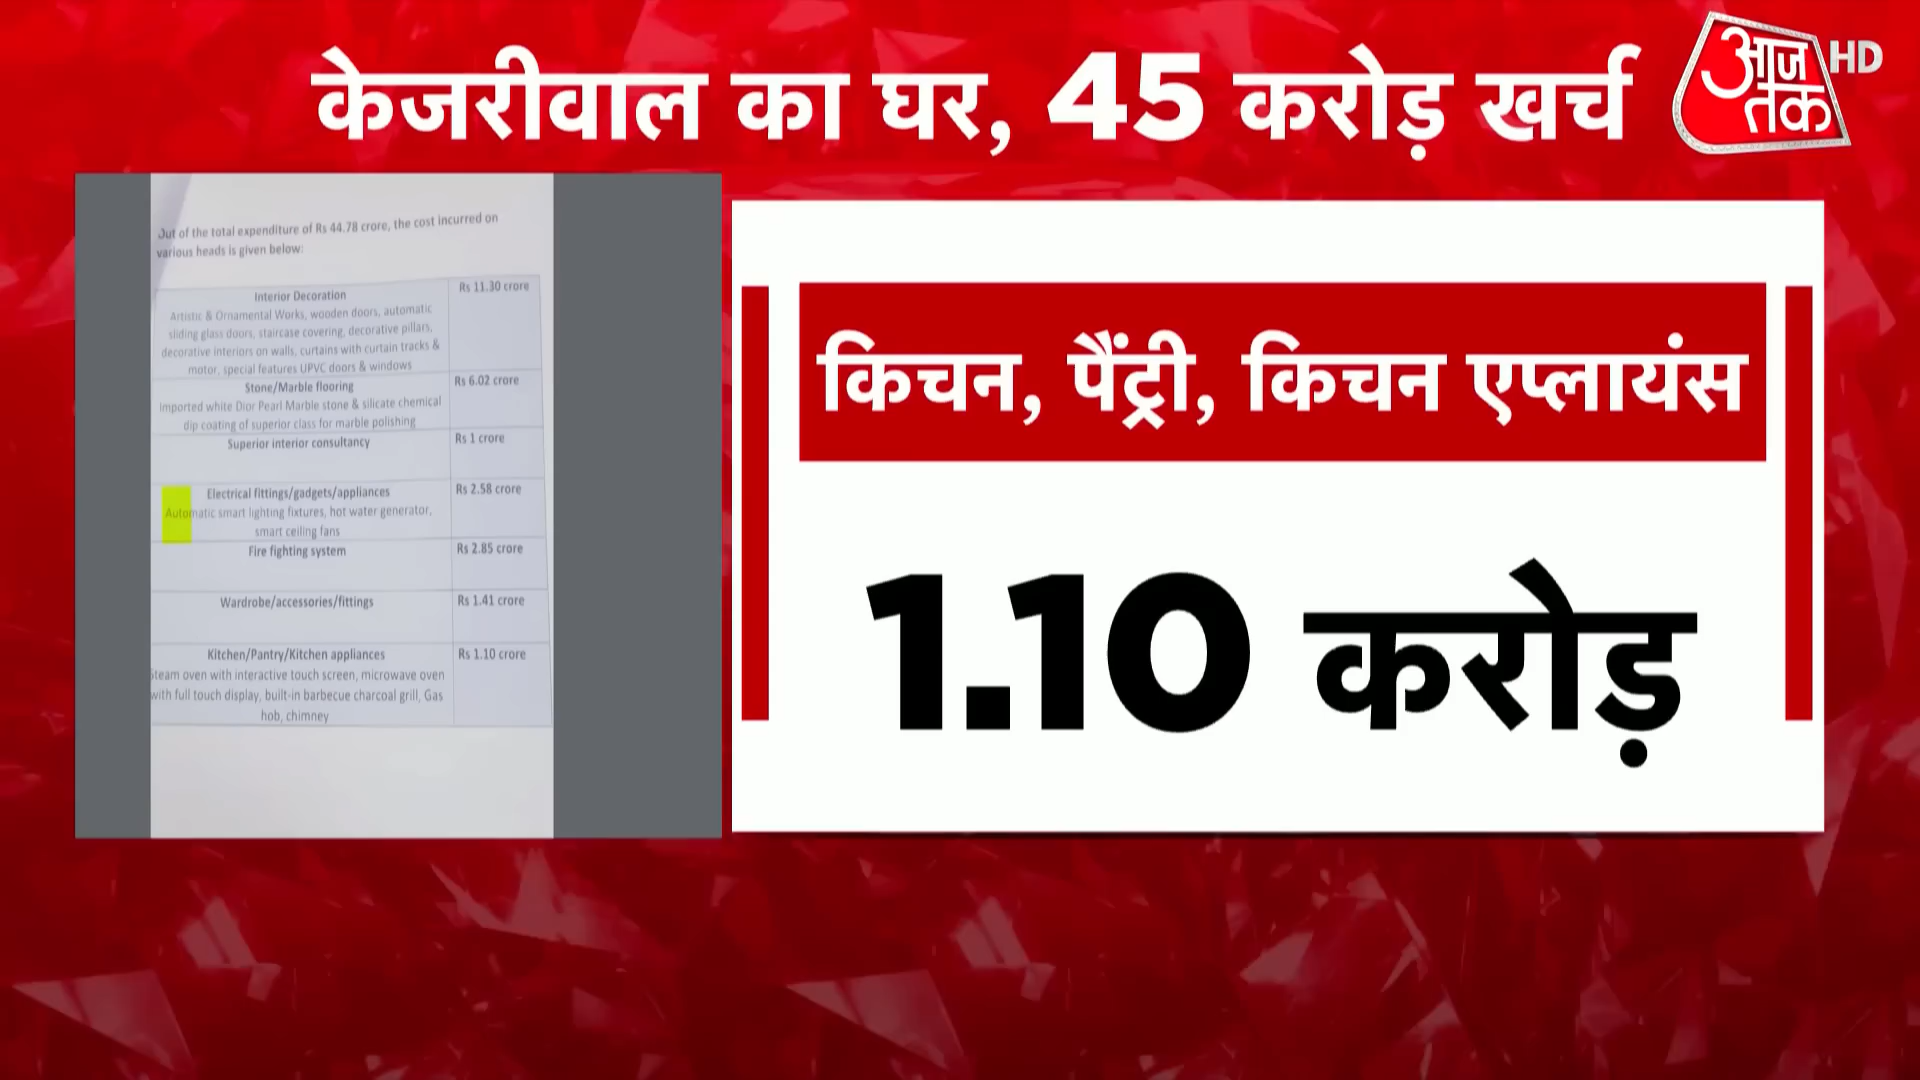 केजरीवाल का घर, 45 करोड़ खर्च
आज तक HD
Out of the total expenditure of Rs 44.78 crore, the cost incurred on
various heads is given below:
Interior Decoration Rs 11.30 crore
Artistic & Ornamental Works, wooden doors, automatic
sliding glass doors, staircase covering, decorative pillars,
decorative interiors on walls, curtains with curtain tracks &
motor, special features UPVC doors & windows
Stone/Marble flooring Rs 6.02 crore
Imported white Dior Pearl Marble stone & silicate chemical
dip coating of superior class for marble polishing
Superior interior consultancy Rs 1 crore
Electrical fittings/gadgets/appliances Rs 2.58 crore
Automatic smart lighting fixtures, hot water generator,
smart ceiling fans
Fire fighting system Rs 2.85 crore
Wardrobe/accessories/fittings Rs 1.41 crore
Kitchen/Pantry/Kitchen appliances Rs 1.10 crore
Steam oven with interactive touch screen, microwave oven
with full touch display, built-in barbecue charcoal grill, Gas
hob, chimney
किचन, पैंट्री, किचन एप्लायंस
1.10 करोड़